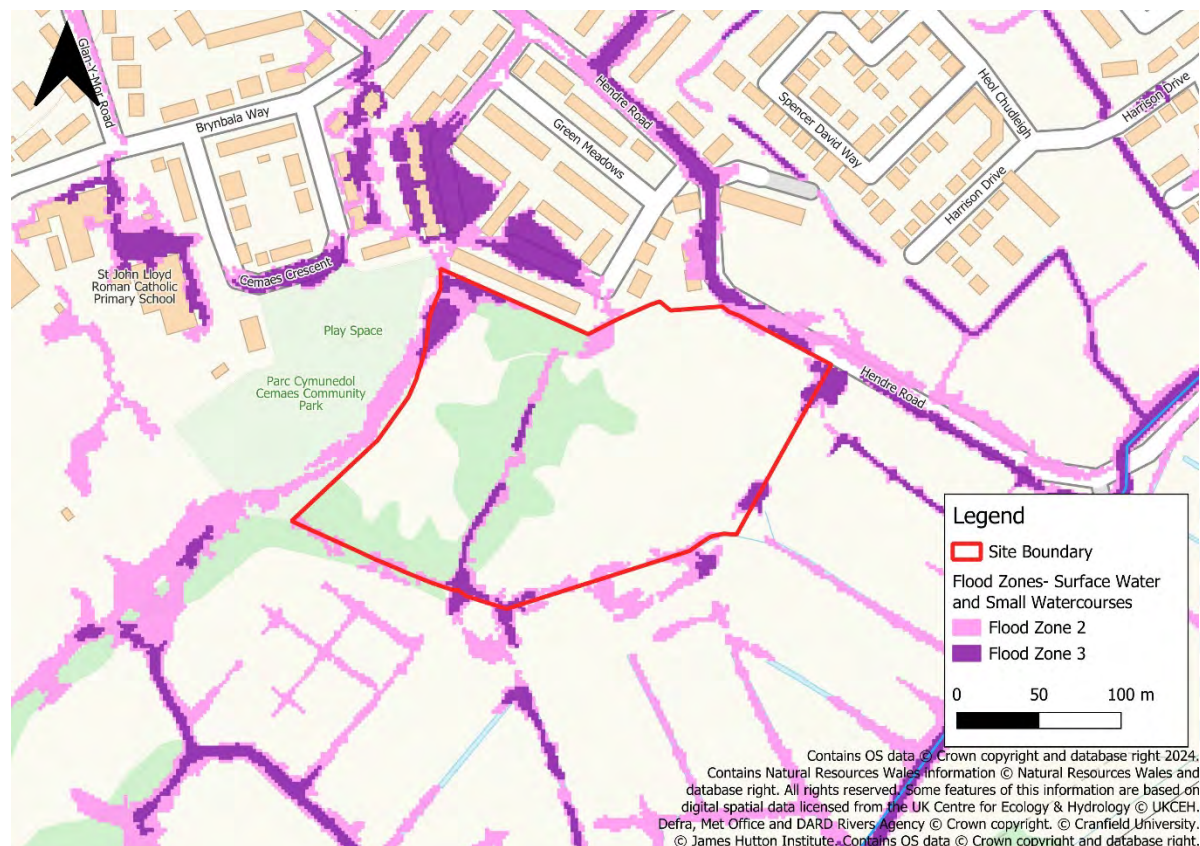 Glan-Y-Mor Road
Brynbala Way
Hendre Road
Green Meadows
Spencer David Way
Heol Chudleigh
Harrison Drive
Harrison Drive
St John Lloyd
Roman Catholic
Primary School
Cemaes Crescent
Play Space
Parc Cymunedol
Cemaes Community
Park
Hendre Road
Legend
Site Boundary
Flood Zones- Surface Water
and Small Watercourses
Flood Zone 2
Flood Zone 3
0 50 100 m
Contains OS data © Crown copyright and database right 2024.
Contains Natural Resources Wales information © Natural Resources Wales and
database right. All rights reserved. Some features of this information are based on
digital spatial data licensed from the UK Centre for Ecology & Hydrology © UKCEH.
Defra, Met Office and DARD Rivers Agency © Crown copyright. © Cranfield University.
© James Hutton Institute. Contains OS data © Crown copyright and database right.